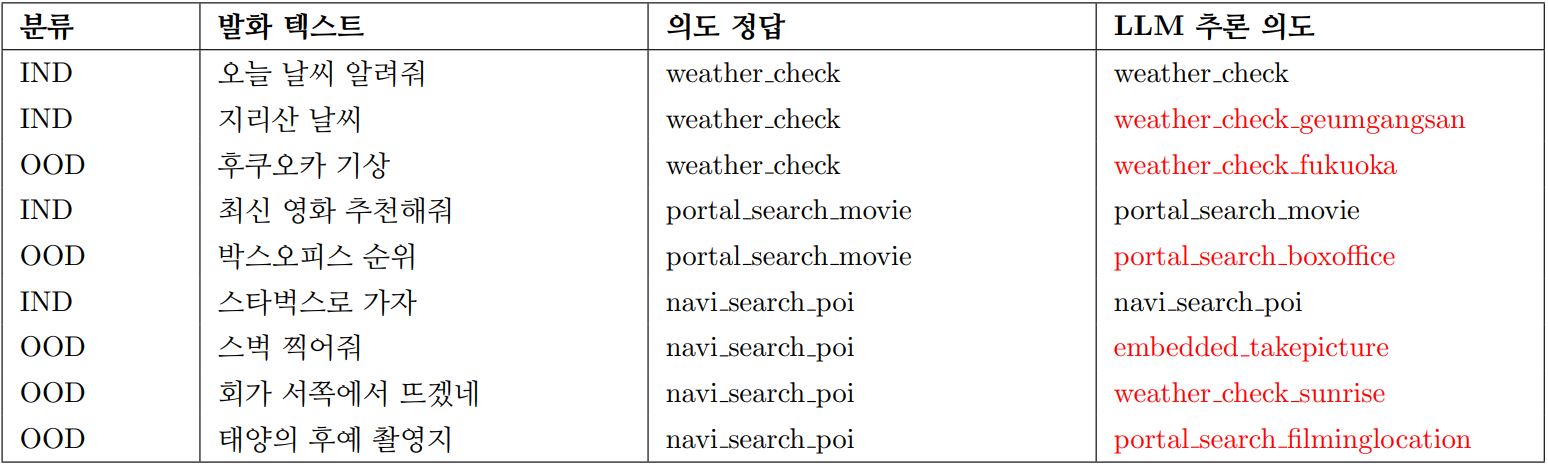 분류 발화 텍스트 의도 정답 LLM 추론 의도
IND 오늘 날씨 알려줘 weather_check weather_check
IND 지리산 날씨 weather_check weather_check_geumgangsan
OOD 후쿠오카 기상 weather_check weather_check_fukuoka
IND 최신 영화 추천해줘 portal_search_movie portal_search_movie
OOD 박스오피스 순위 portal_search_movie portal_search_boxoffice
IND 스타벅스로 가자 navi_search_poi navi_search_poi
OOD 스벅 찍어줘 navi_search_poi embedded_takepicture
OOD 회가 서쪽에서 뜨겠네 navi_search_poi weather_check_sunrise
OOD 태양의 후예 촬영지 navi_search_poi portal_search_filminglocation